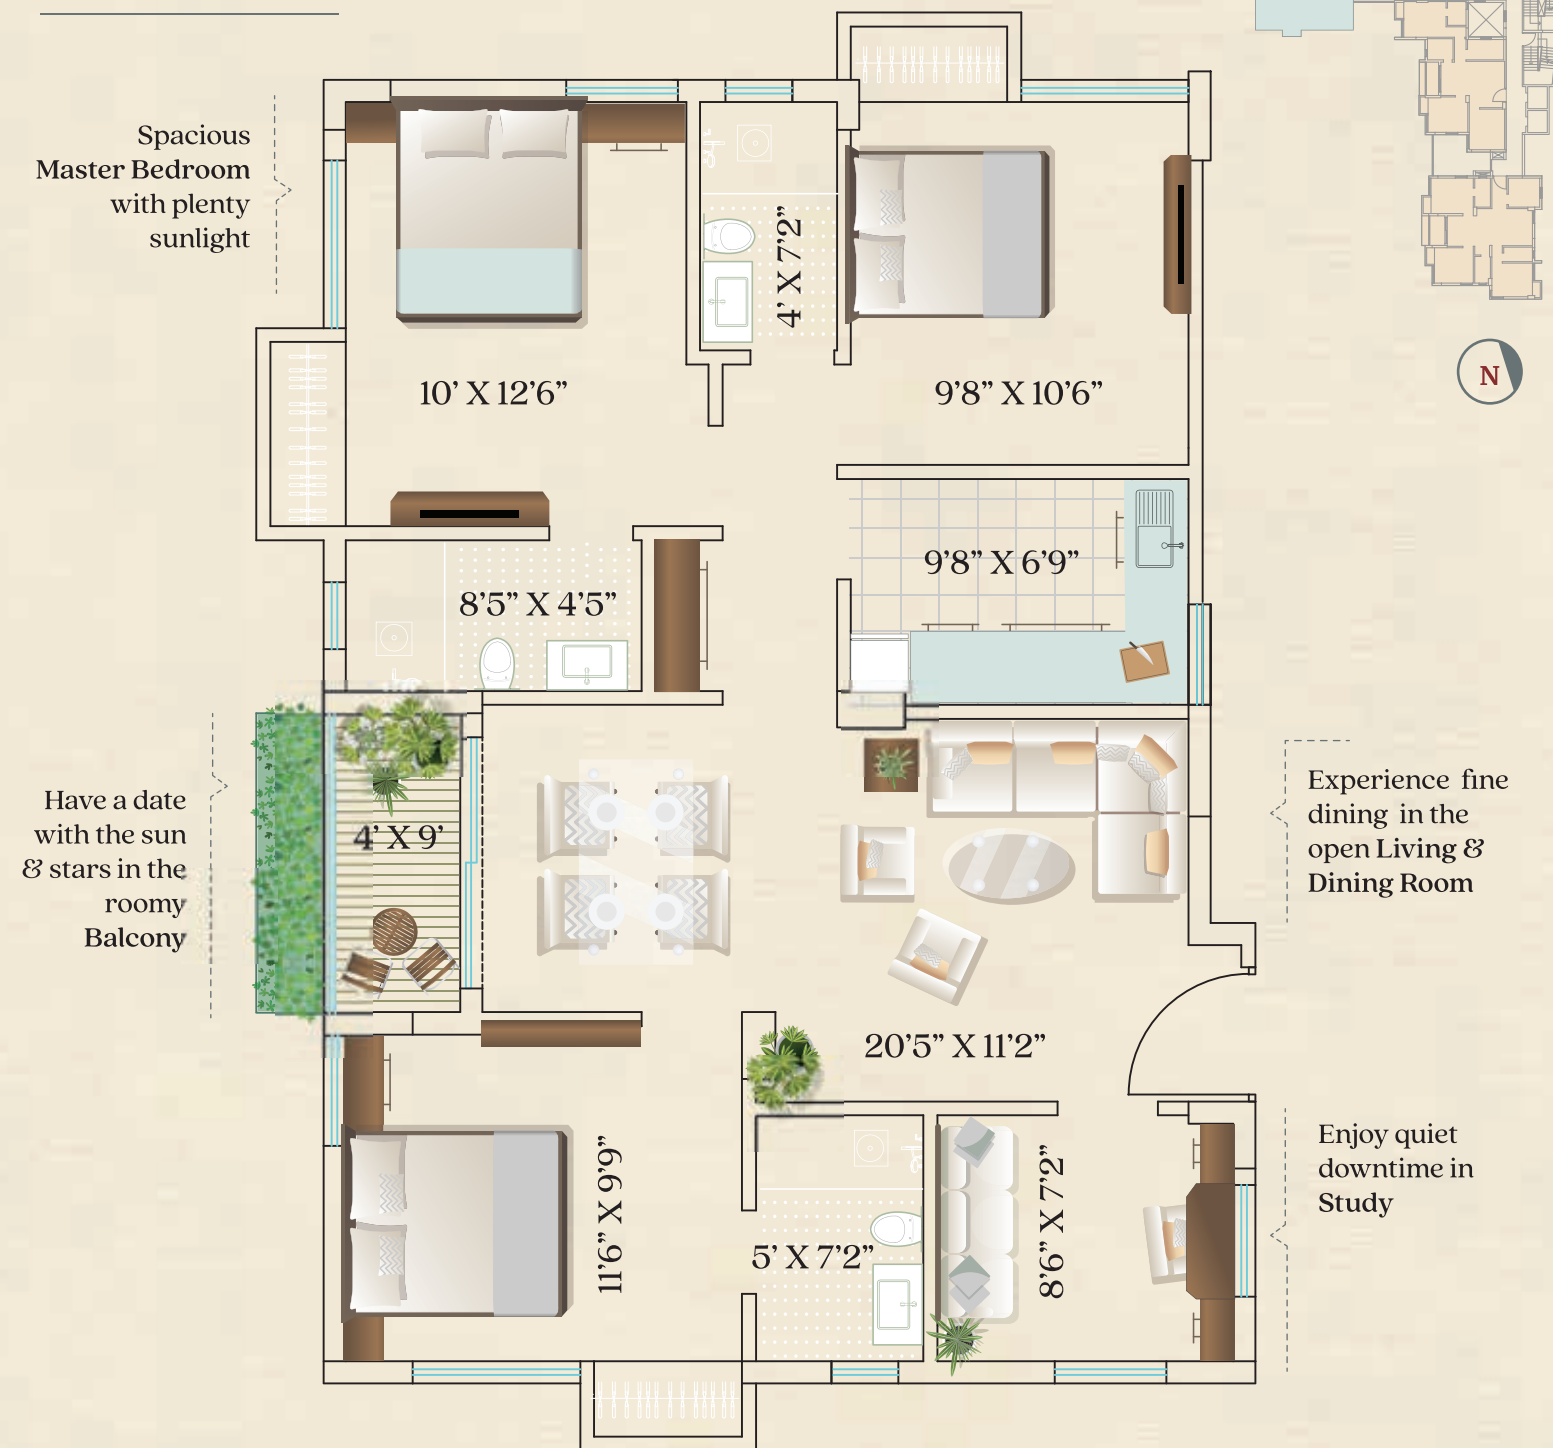 Spacious
Master Bedroom
with plenty
sunlight
4’ X 7’2”
10’ X 12’6”
9’8” X 10’6”
N
9’8” X 6’9”
8’5” X 4’5”
Have a date
with the sun
& stars in the
roomy
Balcony
4’ X 9’
Experience fine
dining in the
open Living &
Dining Room
20’5” X 11’2”
11’6” X 9’9”
5’ X 7’2”
8’6” X 7’2”
Enjoy quiet
downtime in
Study